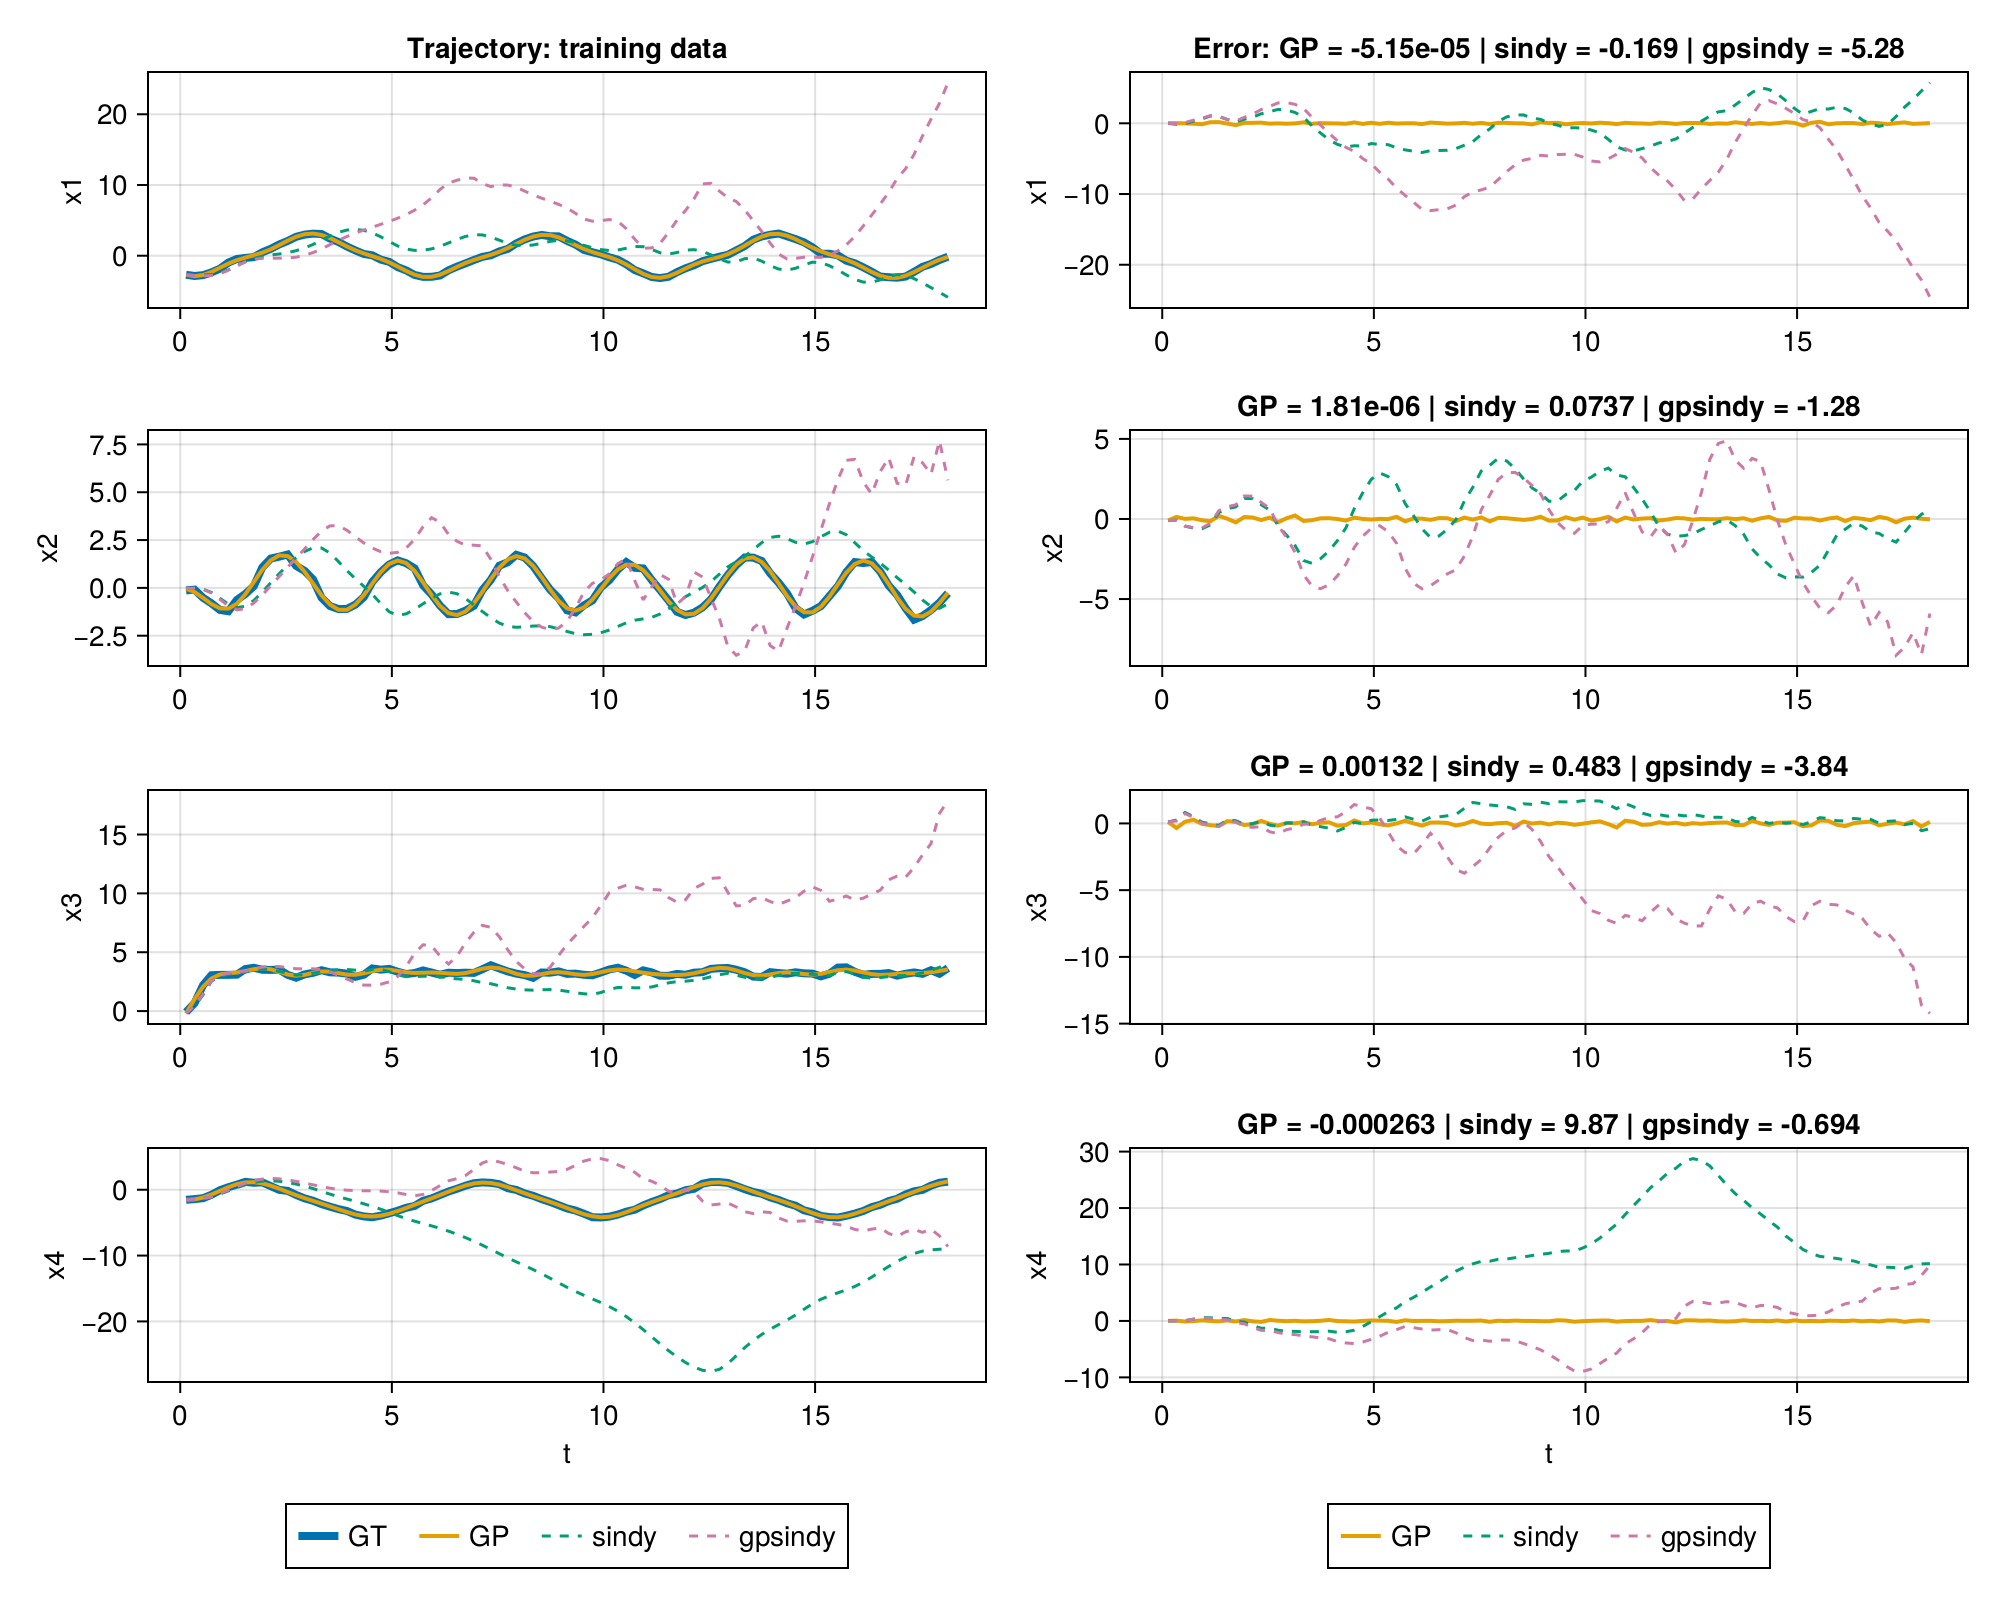 Trajectory: training data
20
10
0
x1
0 5 10 15
Error: GP = -5.15e-05 | sindy = -0.169 | gpsindy = -5.28
0
−10
−20
x1
0 5 10 15
7.5
5.0
2.5
0.0
−2.5
x2
0 5 10 15
GP = 1.81e-06 | sindy = 0.0737 | gpsindy = -1.28
5
0
−5
x2
0 5 10 15
15
10
5
0
x3
0 5 10 15
GP = 0.00132 | sindy = 0.483 | gpsindy = -3.84
0
−5
−10
−15
x3
0 5 10 15
0
−10
−20
x4
0 5 10 15
t
GP = -0.000263 | sindy = 9.87 | gpsindy = -0.694
30
20
10
0
−10
x4
0 5 10 15
t
GT GP sindy gpsindy
GP sindy gpsindy